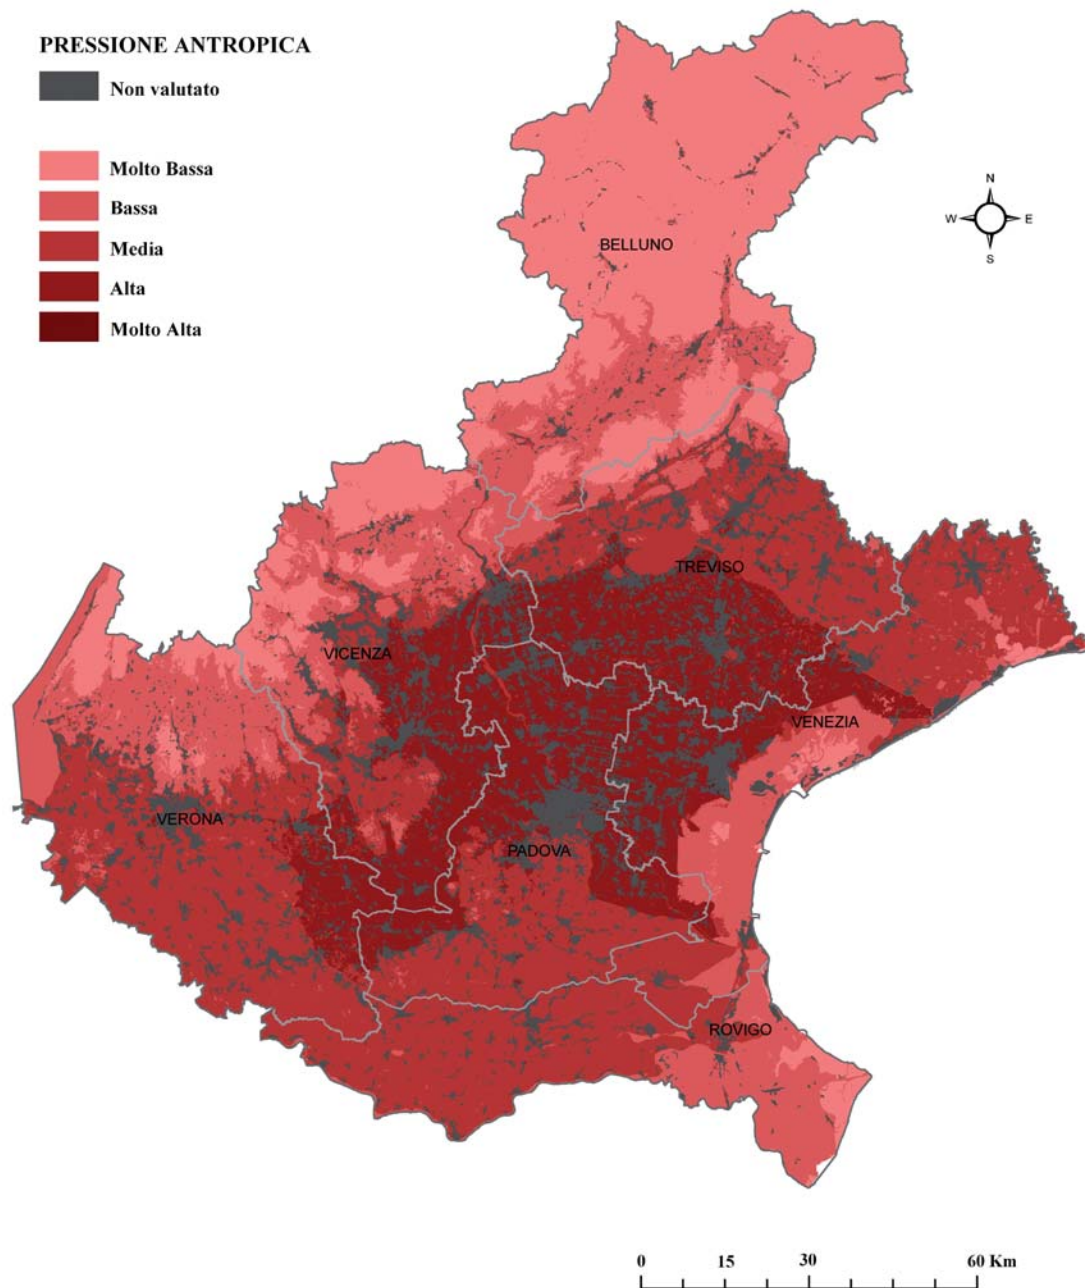 PRESSIONE ANTROPICA
Non valutato
Molto Bassa
Bassa
Media
Alta
Molto Alta
N
W E
S
BELLUNO
TREVISO
VICENZA
VENEZIA
VERONA
PADOVA
ROVIGO
0 15 30 60 Km